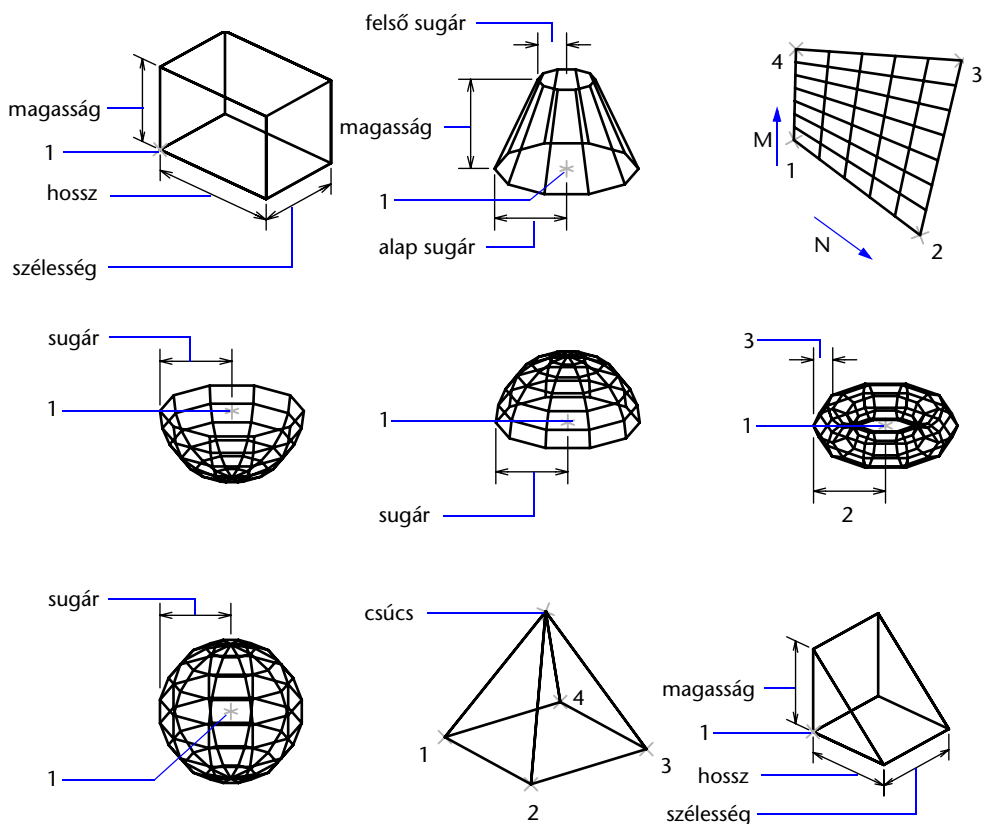 felső sugár
magasság
1
hossz
szélesség
magasság
1
alap sugár
4
3
M
1
N
2
sugár
1
1
sugár
3
1
2
sugár
1
csúcs
4
1
3
2
magasság
1
hossz
szélesség